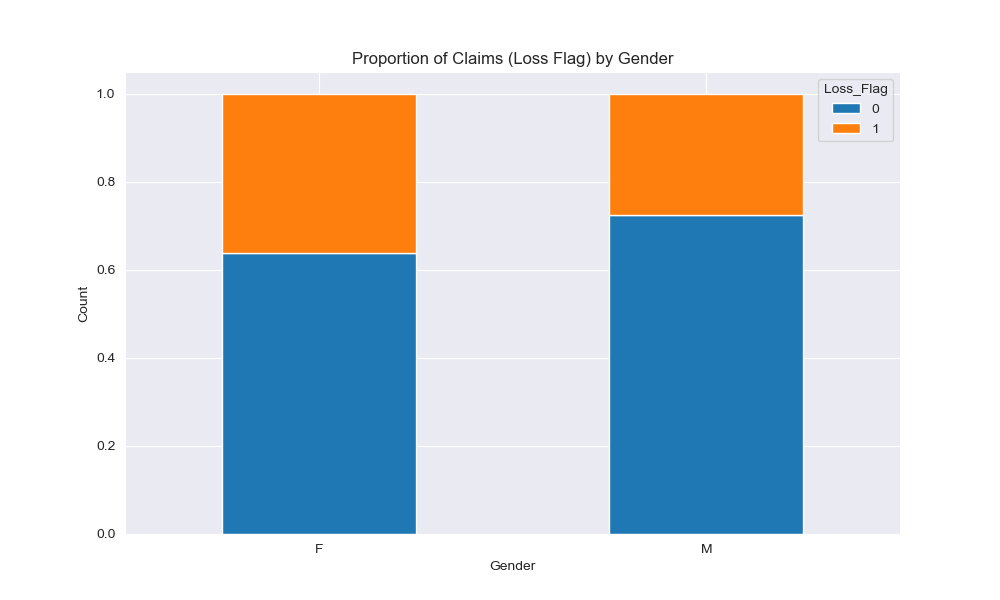 Proportion of Claims (Loss Flag) by Gender
Loss_Flag
0
1
1.0
0.8
0.6
0.4
0.2
0.0
Count
F
M
Gender